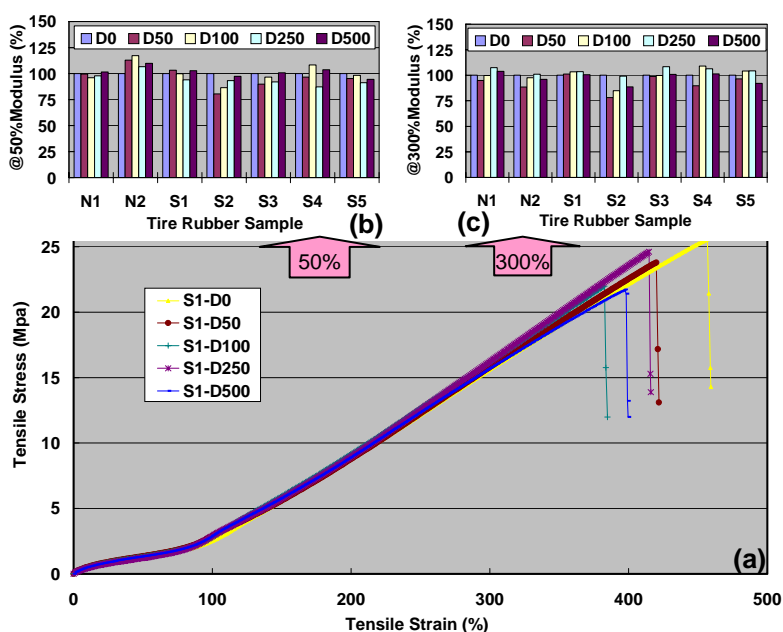 D0 D50 D100 D250 D500
@50%Modulus (%)
150
125
100
75
50
25
0
N1 N2 S1 S2 S3 S4 S5
Tire Rubber Sample
(b)
D0 D50 D100 D250 D500
@300%Modulus (%)
150
125
100
75
50
25
0
N1 N2 S1 S2 S3 S4 S5
(c)
Tire Rubber Sample
50%
300%
Tensile Stress (Mpa)
25
20
15
10
5
0
S1-D0
S1-D50
S1-D100
S1-D250
S1-D500
(a)
0 100 200 300 400 500
Tensile Strain (%)